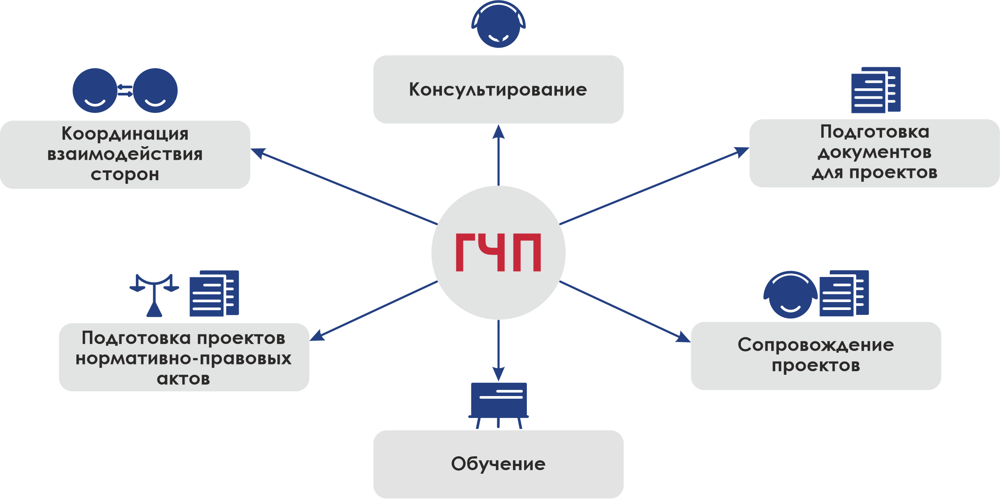 Консультирование
Координация
взаимодействия
сторон
Подготовка
документов
для проектов
ГЧП
Подготовка проектов
нормативно-правовых
актов
Сопровождение
проектов
Обучение